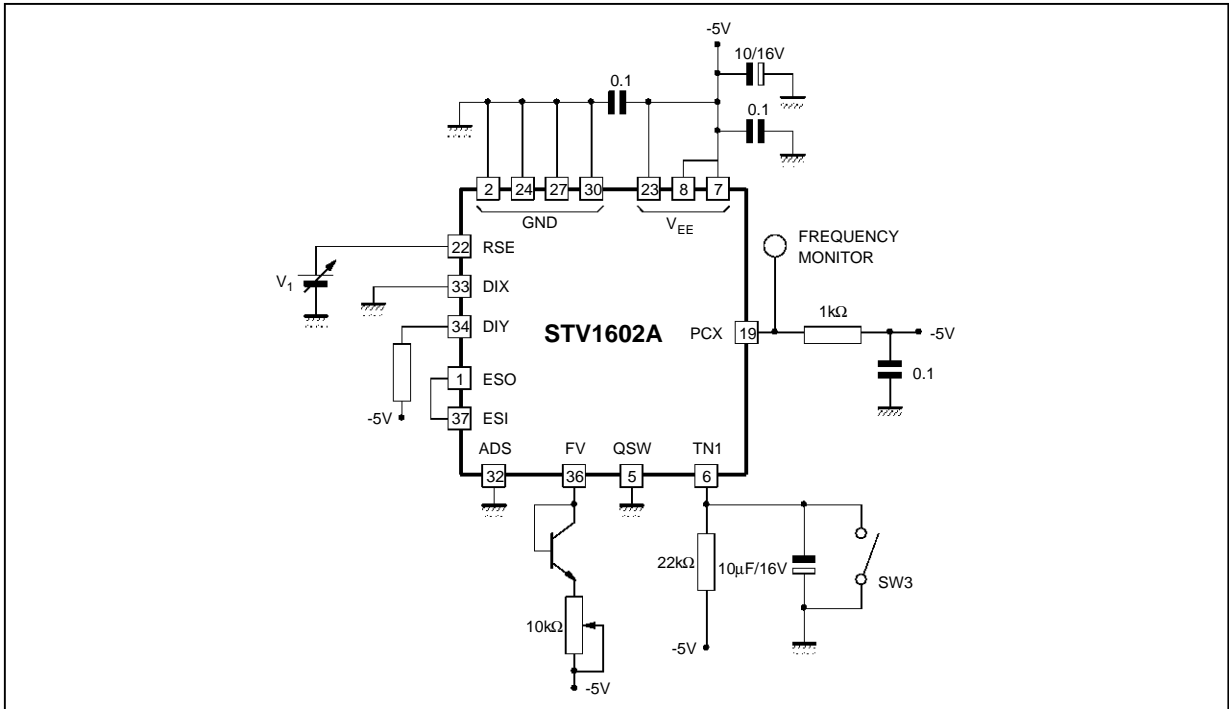 -5V
10/16V
0.1
0.1
2 24 27 30 23 8 7
GND
VEE
22 RSE
V1
33 DIX
34 DIY
1 ESO
-5V
37 ESI
STV1602A
FREQUENCY
MONITOR
PCX 19
1kΩ
-5V
0.1
ADS FV QSW TN1
32 36 5 6
22kΩ
10µF/16V
SW3
10kΩ
-5V
-5V